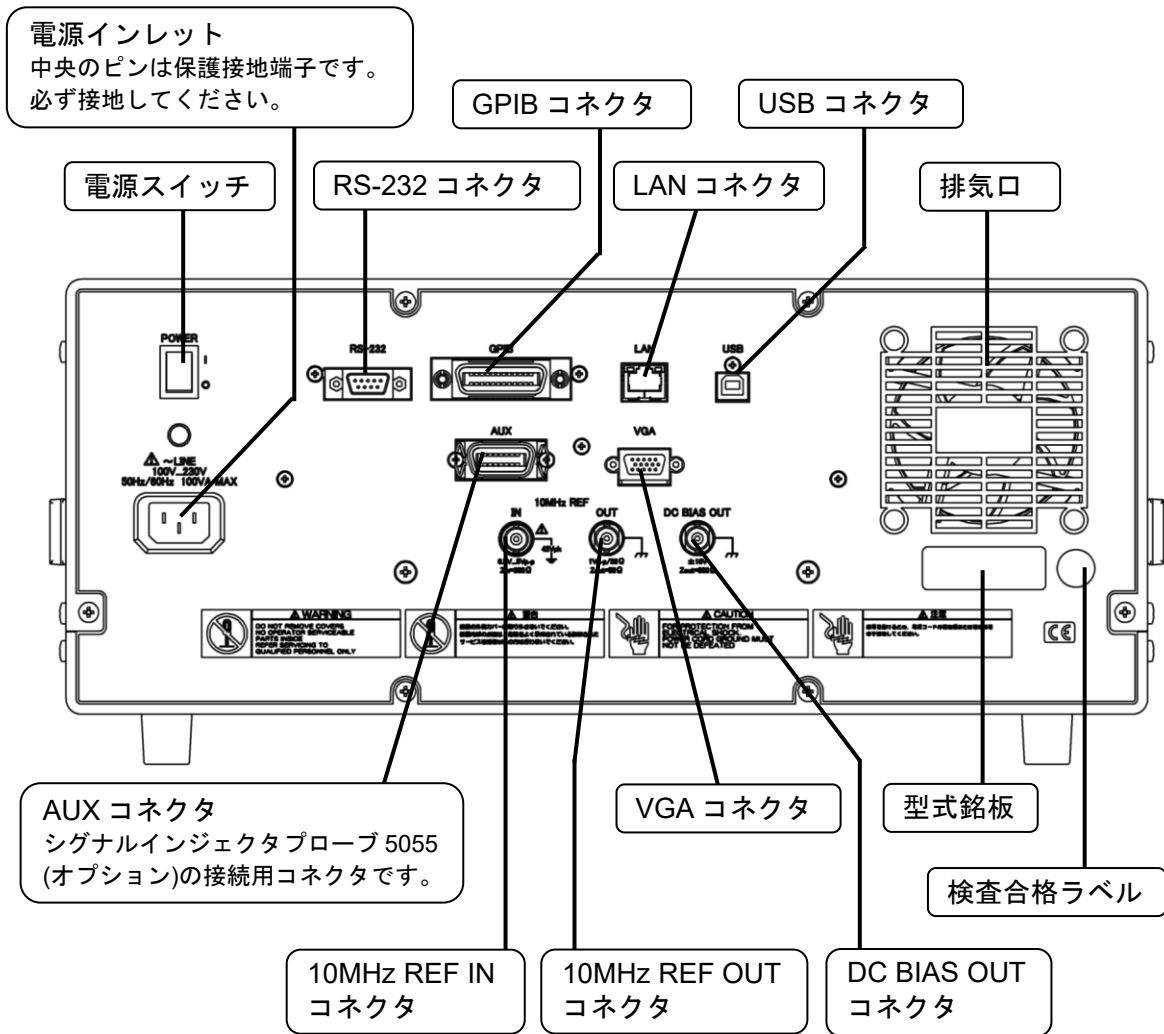 電源インレット
中央のピンは保護接地端子です。
必ず接地してください。
GPIB コネクタ
USB コネクタ
電源スイッチ
RS-232 コネクタ
LAN コネクタ
排気口
POWER
RS-232
GPIB
LAN
USB
AUX
VGA
~LINE
100V...230V
50Hz/60Hz 100VA MAX
10MHz REF
IN
OUT
DC BIAS OUT
42Vpk
±10V
WARNING
DO NOT REMOVE COVERS
NO OPERATOR SERVICEABLE
PARTS INSIDE
REFER SERVICING TO
QUALIFIED PERSONNEL ONLY
警告
CAUTION
FOR PROTECTION FROM
ELECTRICAL SHOCK,
POWER CORD GROUND MUST
NOT BE DEFEATED
注意
CE
AUX コネクタ
シグナルインジェクタプローブ 5055
(オプション)の接続用コネクタです。
VGA コネクタ
型式銘板
検査合格ラベル
10MHz REF IN
コネクタ
10MHz REF OUT
コネクタ
DC BIAS OUT
コネクタ